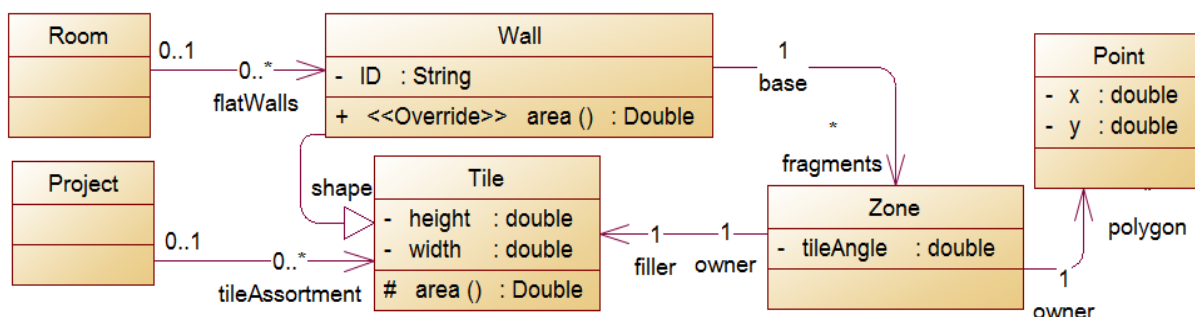 Room
0..1
0..*
flatWalls
Wall
- ID : String
+ <<Override>> area () : Double
1
base
*
fragments
Point
- x : double
- y : double
*
polygon
Project
0..1
0..*
tileAssortment
shape
Tile
- height : double
- width : double
# area () : Double
1
filler
1
owner
Zone
- tileAngle : double
1
owner